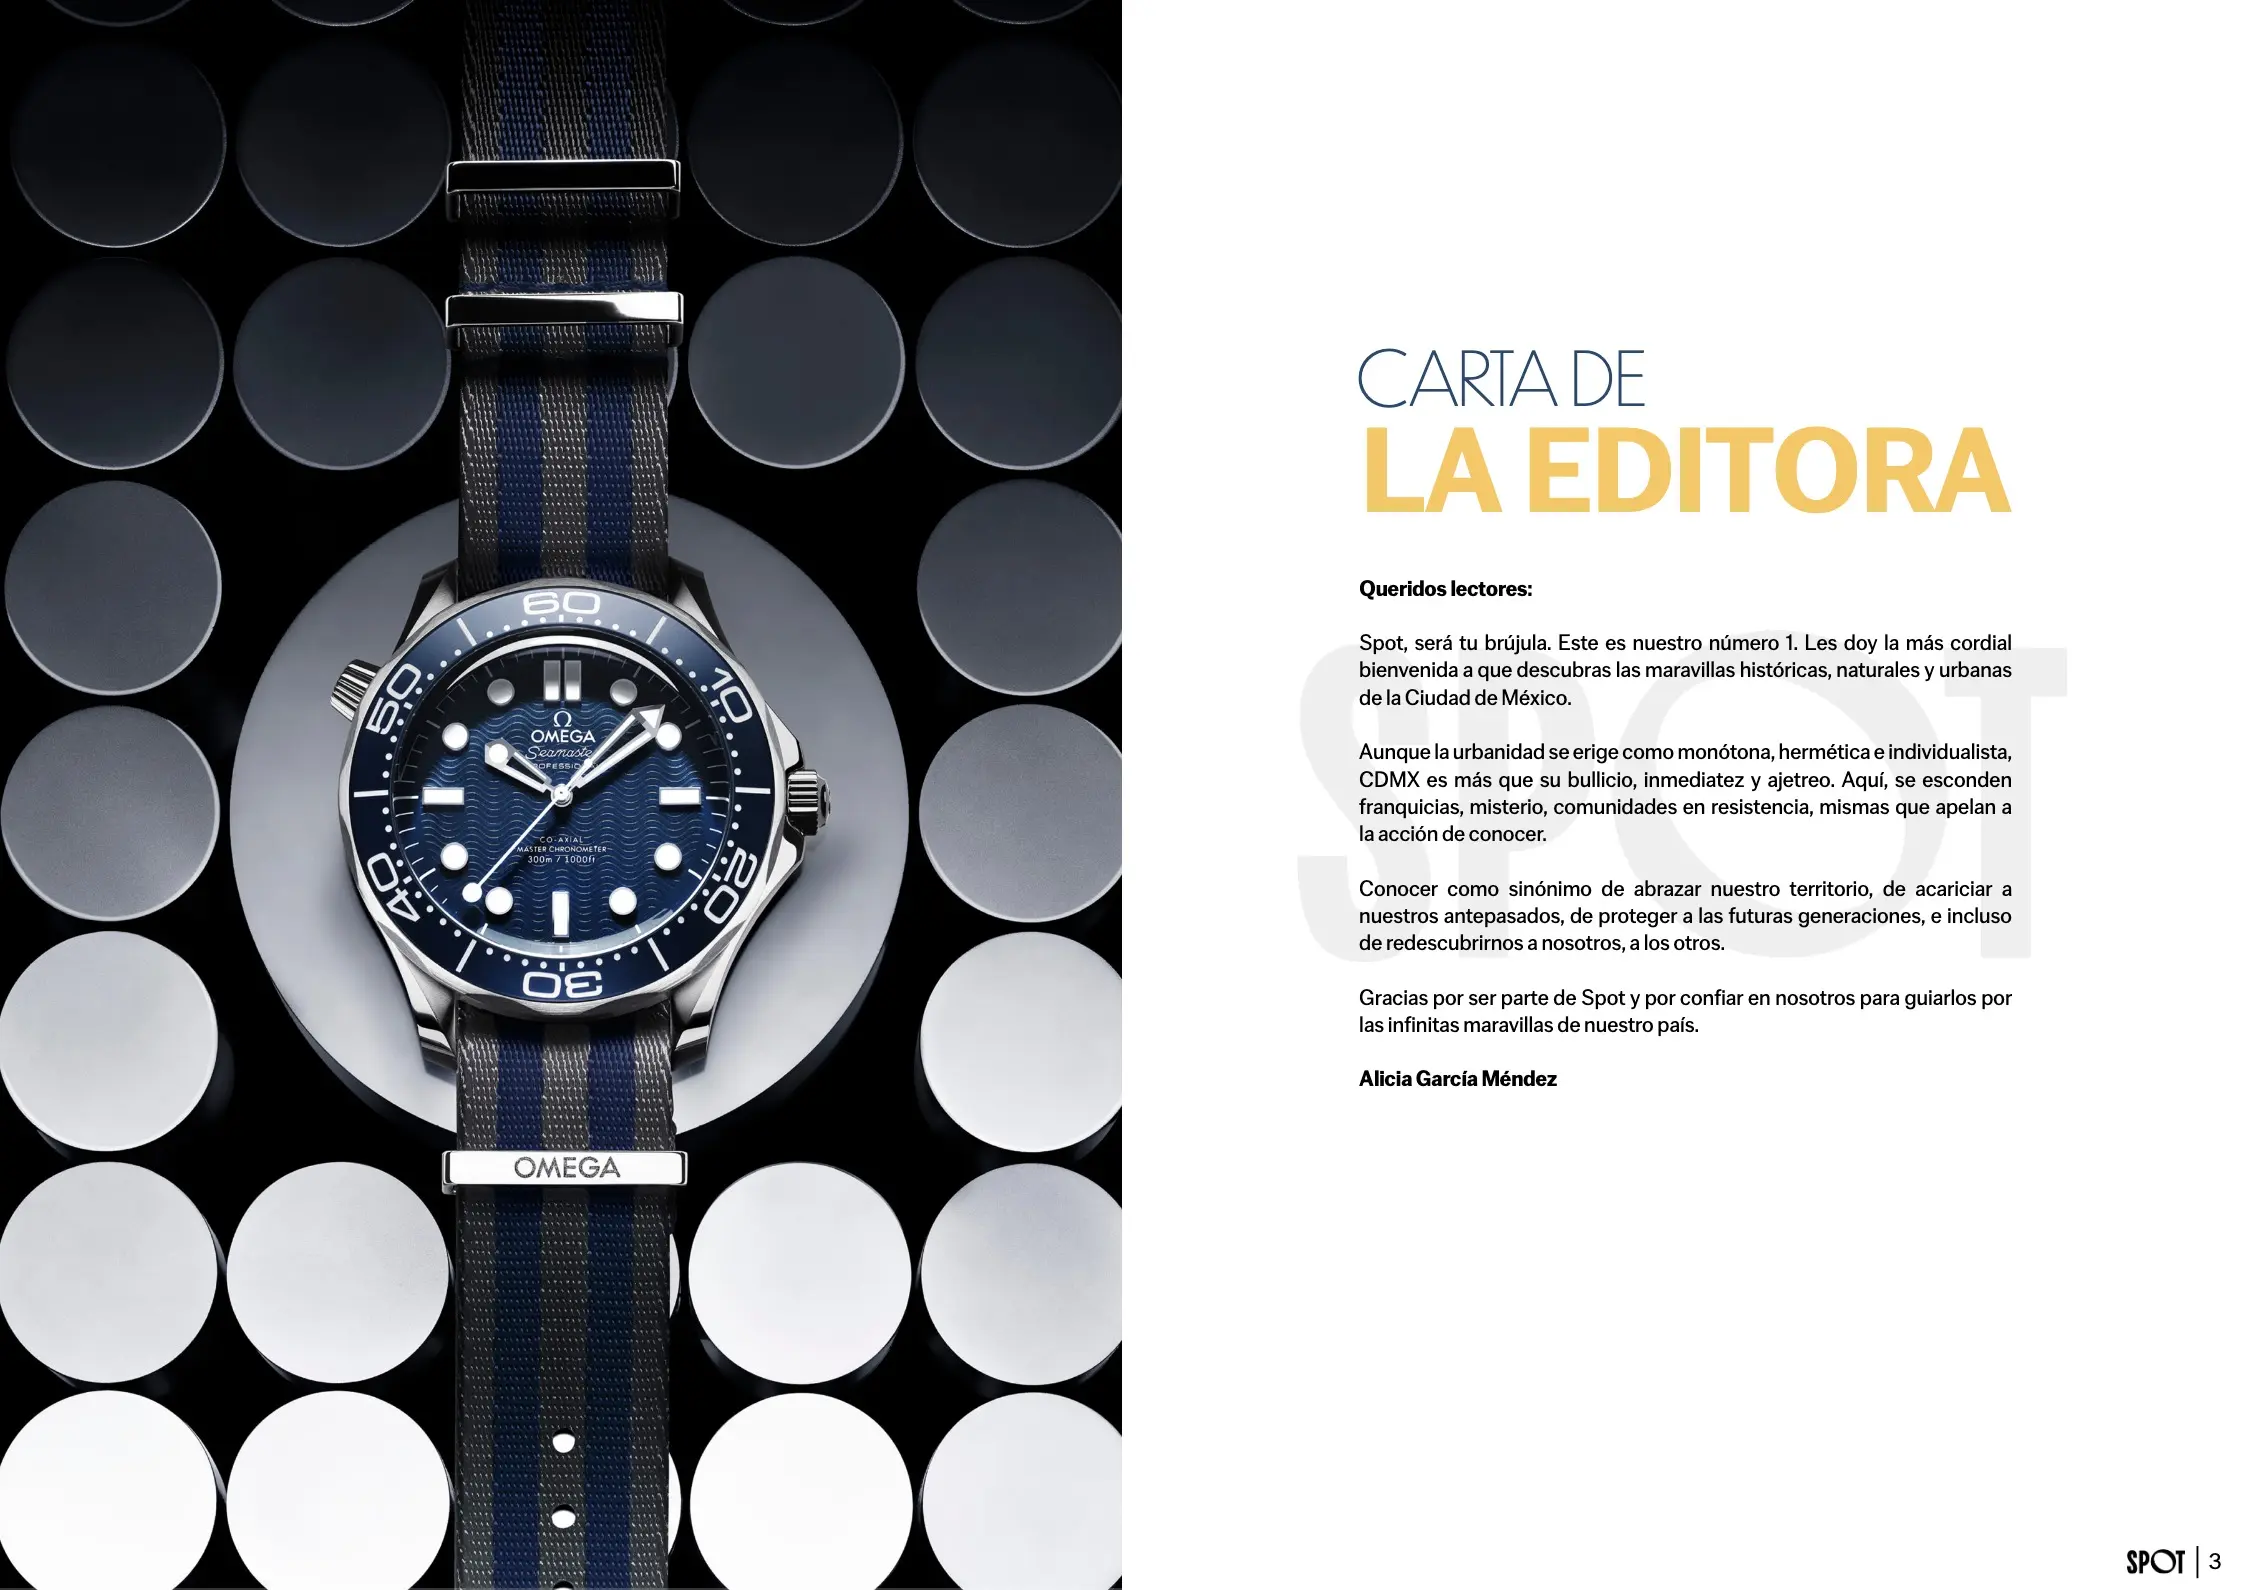 60
10
20
30
40
50
Ω
OMEGA
Seamaster
PROFESSIONAL
CO-AXIAL
MASTER CHRONOMETER
300m / 1000ft
OMEGA
CARTA DE
LA EDITORA
SPOT
Queridos lectores:
Spot, será tu brújula. Este es nuestro número 1. Les doy la más cordial
bienvenida a que descubras las maravillas históricas, naturales y urbanas
de la Ciudad de México.
Aunque la urbanidad se erige como monótona, hermética e individualista,
CDMX es más que su bullicio, inmediatez y ajetreo. Aquí, se esconden
franquicias, misterio, comunidades en resistencia, mismas que apelan a
la acción de conocer.
Conocer como sinónimo de abrazar nuestro territorio, de acariciar a
nuestros antepasados, de proteger a las futuras generaciones, e incluso
de redescubrirnos a nosotros, a los otros.
Gracias por ser parte de Spot y por confiar en nosotros para guiarlos por
las infinitas maravillas de nuestro país.
Alicia García Méndez
SPOT | 3